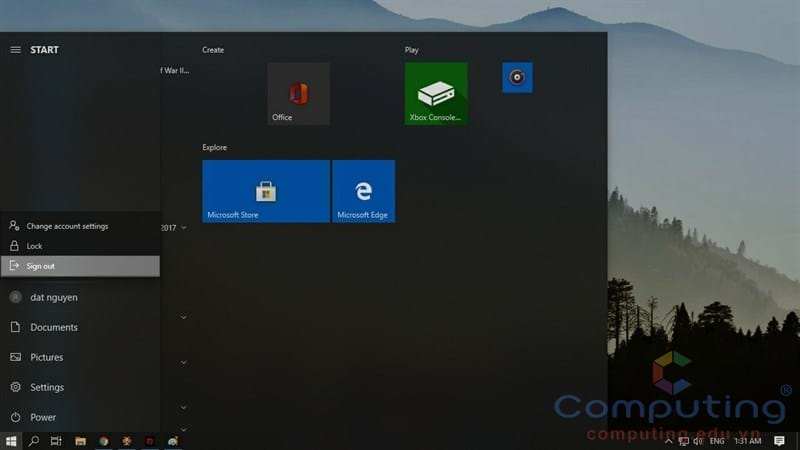 START
Create
Play
f War II...
Office
Xbox Console...
Explore
Microsoft Store
Microsoft Edge
Change account settings
2017
Lock
Sign out
R
dat nguyen
Documents
Pictures
Settings
Power
Computing®
computing.edu.vn
ENG
1:31 AM